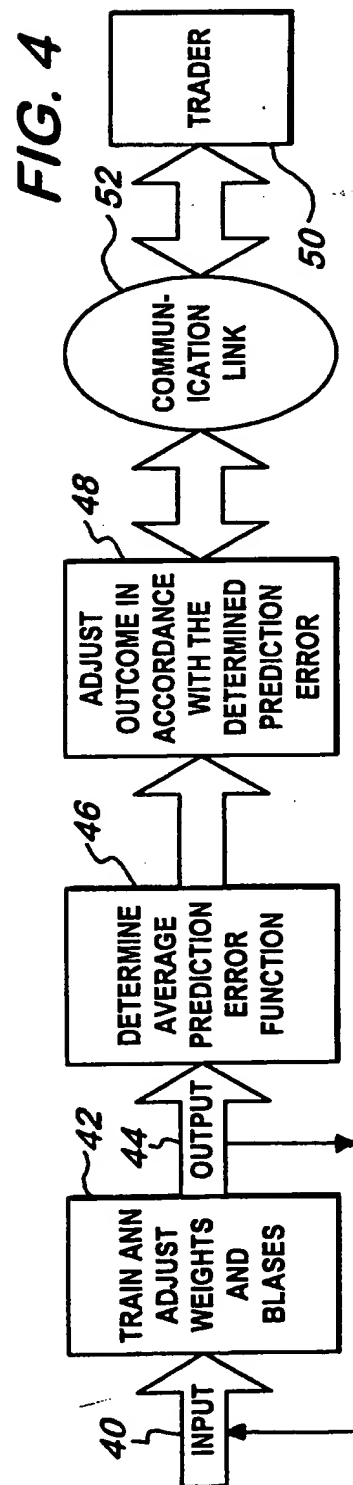 FIG. 4
40
INPUT
42
TRAIN ANN
ADJUST
WEIGHTS
AND
BLASES
44
OUTPUT
46
DETERMINE
AVERAGE
PREDICTION
ERROR
FUNCTION
48
ADJUST
OUTCOME IN
ACCORDANCE
WITH THE
DETERMINED
PREDICTION
ERROR
52
COMMUN-
ICATION
LINK
TRADER
50